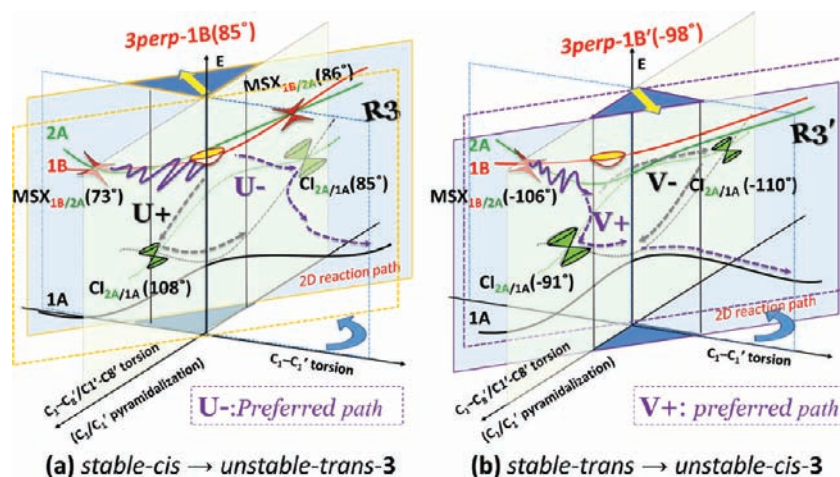 3perp-1B(85°)
E
MSX1B/2A(86°)
R3
2A
1B
MSX1B/2A(73°)
U+
U-
CI2A/1A(85°)
CI2A/1A(108°)
1A
2D reaction path
C1–C1′ torsion
C1–C8′/C1′-C8′ torsion
(C1/C1′ pyramidalization)
U-:Preferred path
(a) stable-cis → unstable-trans-3
3perp-1B′(-98°)
E
R3′
2A
1B
MSX1B/2A(-106°)
V-
V+
CI2A/1A(-110°)
CI2A/1A(-91°)
1A
2D reaction path
C1–C1′ torsion
C1–C8′/C1′-C8′ torsion
(C1/C1′ pyramidalization)
V+: preferred path
(b) stable-trans → unstable-cis-3